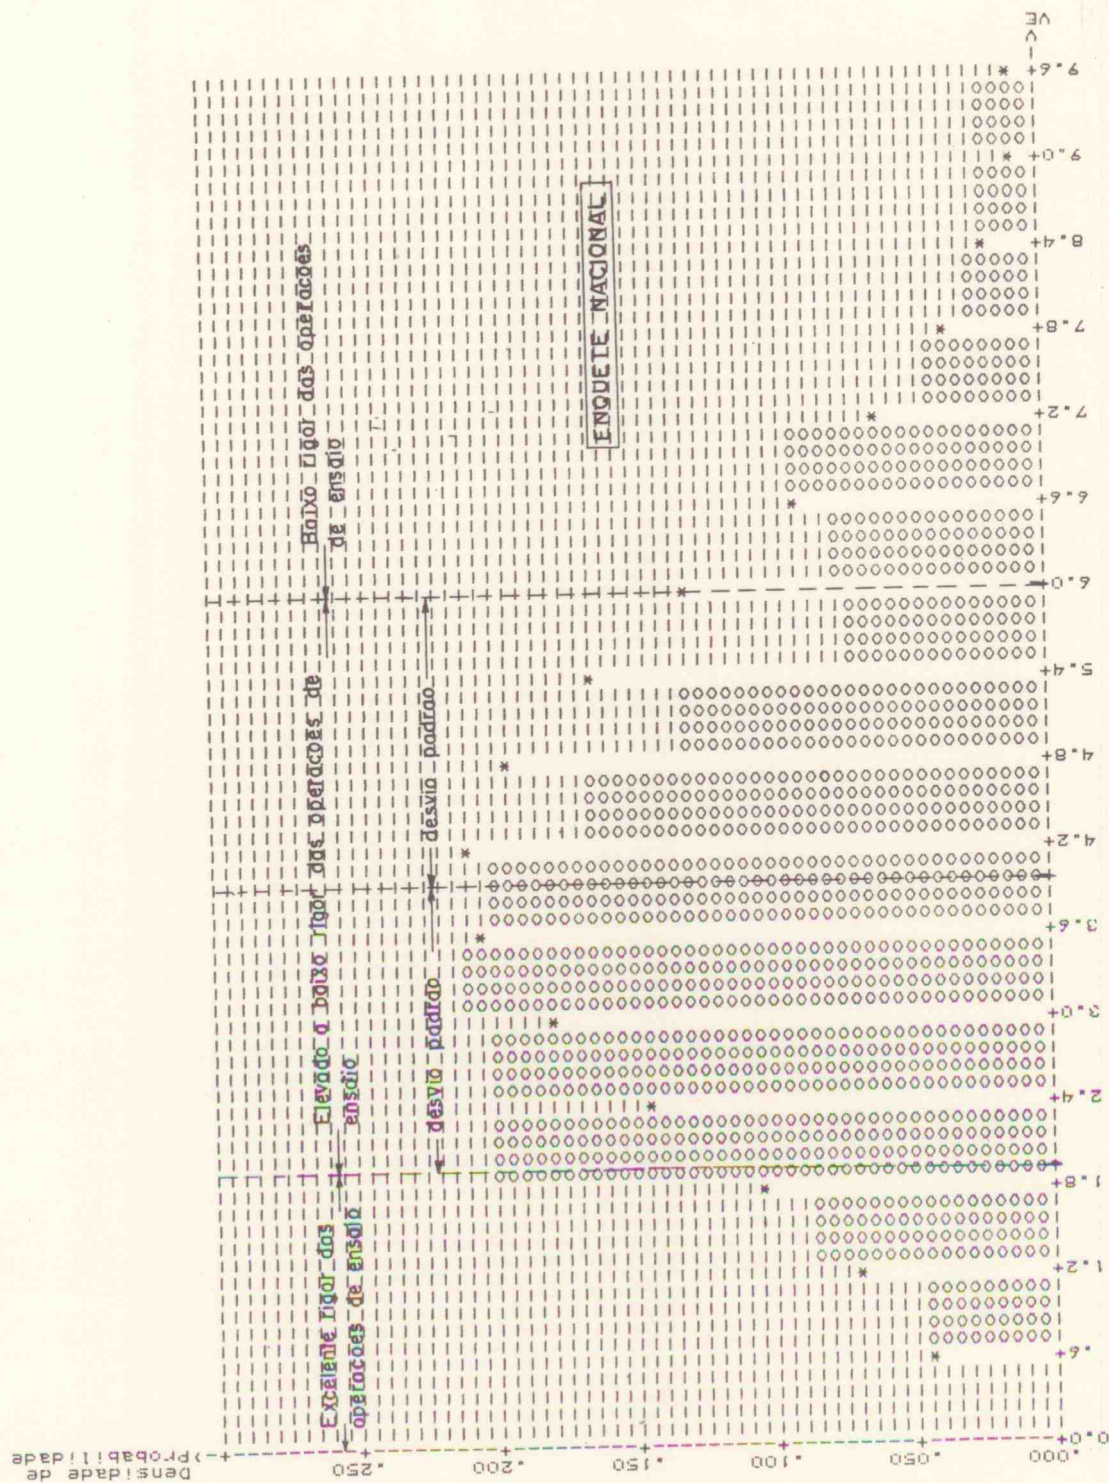 Densidade de
>Probabilidade
.250
.200
.150
.100
.050
.000
0.0+
.6+
1.2+
1.8+
2.4+
3.0+
3.6+
4.2+
4.8+
5.4+
6.0+
6.6+
7.2+
7.8+
8.4+
9.0+
9.6+
VE
Excelente rigor das
operacoes de ensaio
Elevado a baixo rigor das operacoes de
ensaio
Baixo rigor das operacoes
de ensaio
desvio padrao
desvio padrao
ENQUETE NACIONAL